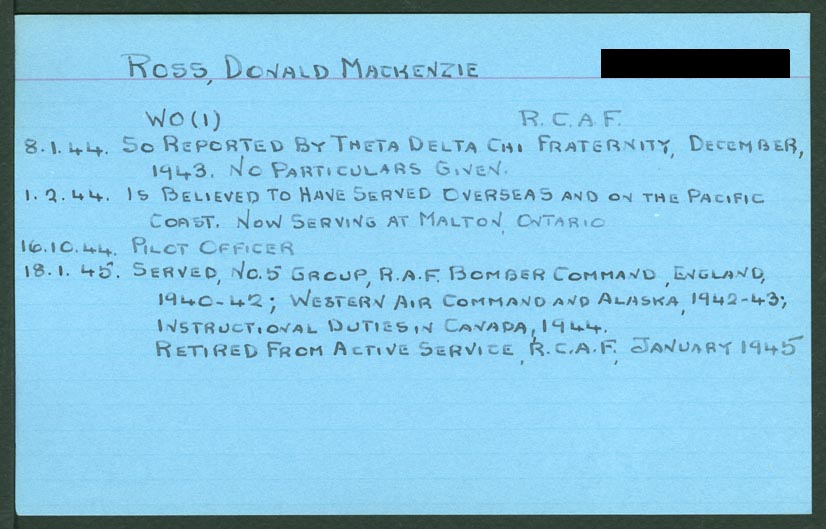 ROSS, DONALD MACKENZIE
WO(1) R.C.A.F.
8.1.44. SO REPORTED BY THETA DELTA CHI FRATERNITY, DECEMBER,
1943. NO PARTICULARS GIVEN.
1.2.44. IS BELIEVED TO HAVE SERVED OVERSEAS AND ON THE PACIFIC
COAST. NOW SERVING AT MALTON, ONTARIO
16.10.44. PILOT OFFICER
18.1.45. SERVED, NO.5 GROUP, R.A.F. BOMBER COMMAND, ENGLAND,
1940-42; WESTERN AIR COMMAND AND ALASKA, 1942-43;
INSTRUCTIONAL DUTIES IN CANADA, 1944.
RETIRED FROM ACTIVE SERVICE, R.C.A.F., JANUARY 1945